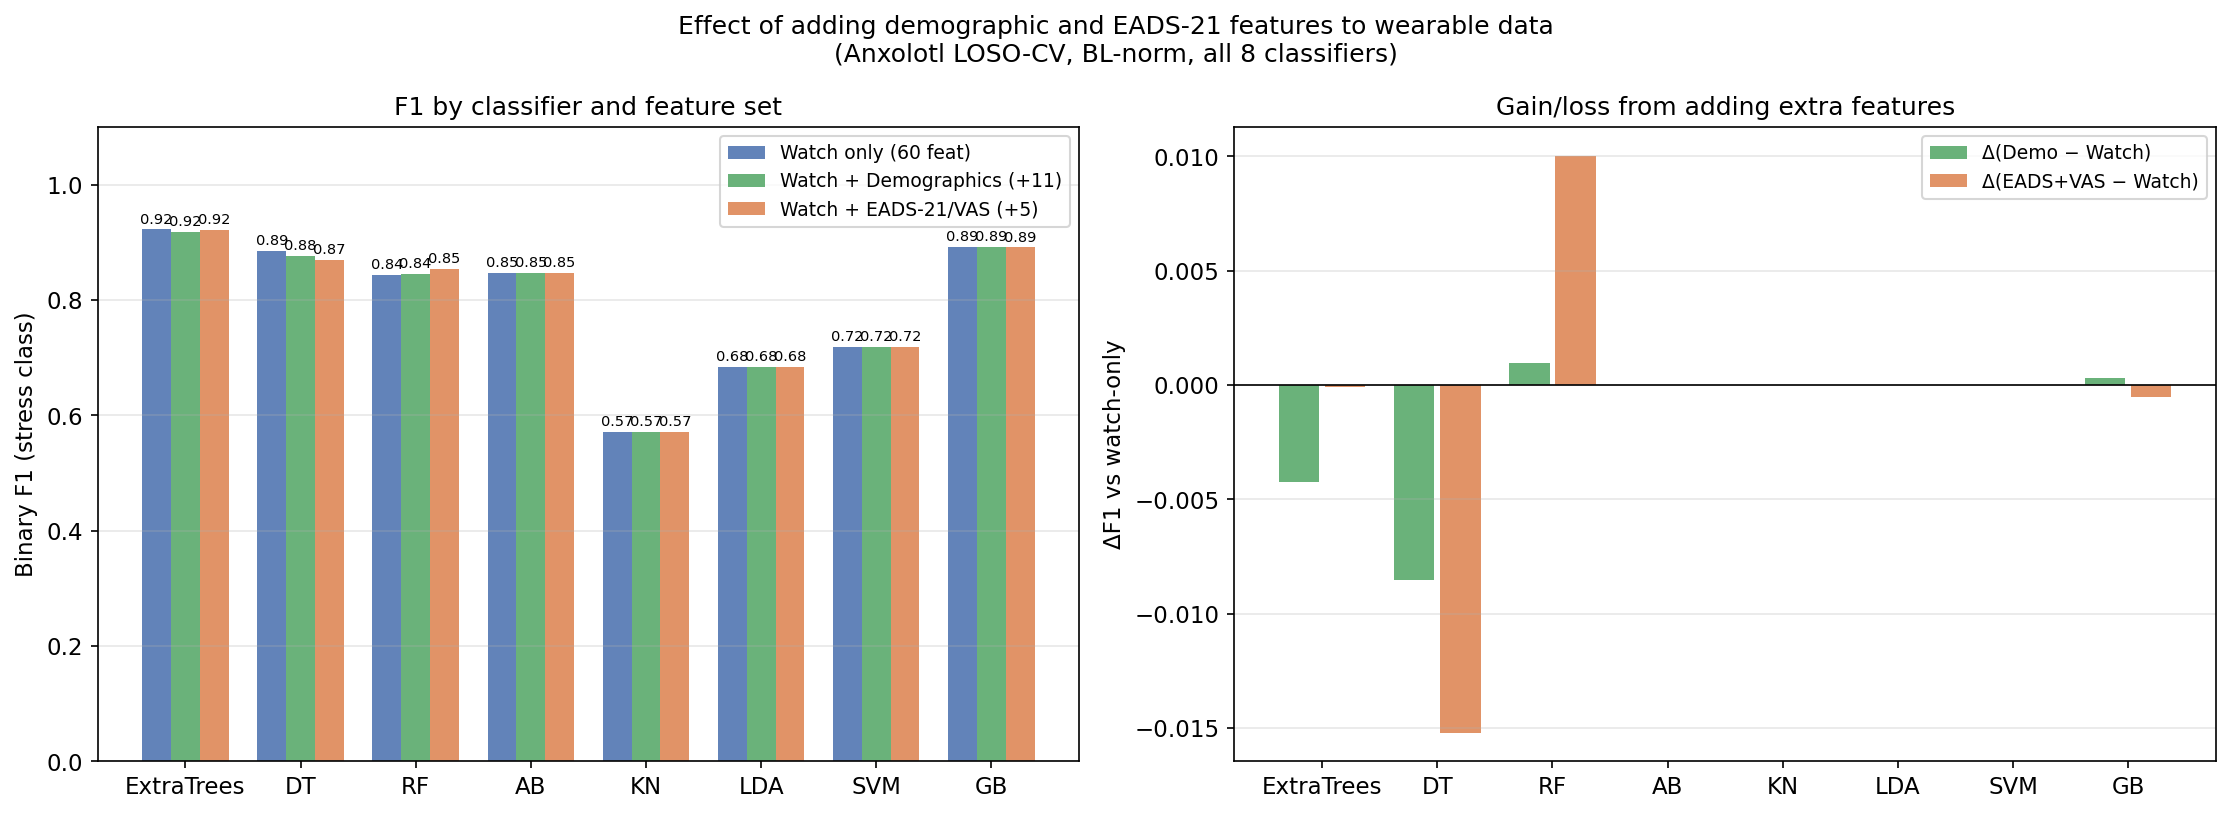 Effect of adding demographic and EADS-21 features to wearable data
(Anxolotl LOSO-CV, BL-norm, all 8 classifiers)
F1 by classifier and feature set
Binary F1 (stress class)
1.0
0.8
0.6
0.4
0.2
0.0
Watch only (60 feat)
Watch + Demographics (+11)
Watch + EADS-21/VAS (+5)
0.92 0.92 0.92
0.89 0.88 0.87
0.84 0.84 0.85
0.85 0.85 0.85
0.57 0.57 0.57
0.68 0.68 0.68
0.72 0.72 0.72
0.89 0.89 0.89
ExtraTrees DT RF AB KN LDA SVM GB
Gain/loss from adding extra features
ΔF1 vs watch-only
0.010
0.005
0.000
−0.005
−0.010
−0.015
Δ(Demo − Watch)
Δ(EADS+VAS − Watch)
ExtraTrees DT RF AB KN LDA SVM GB